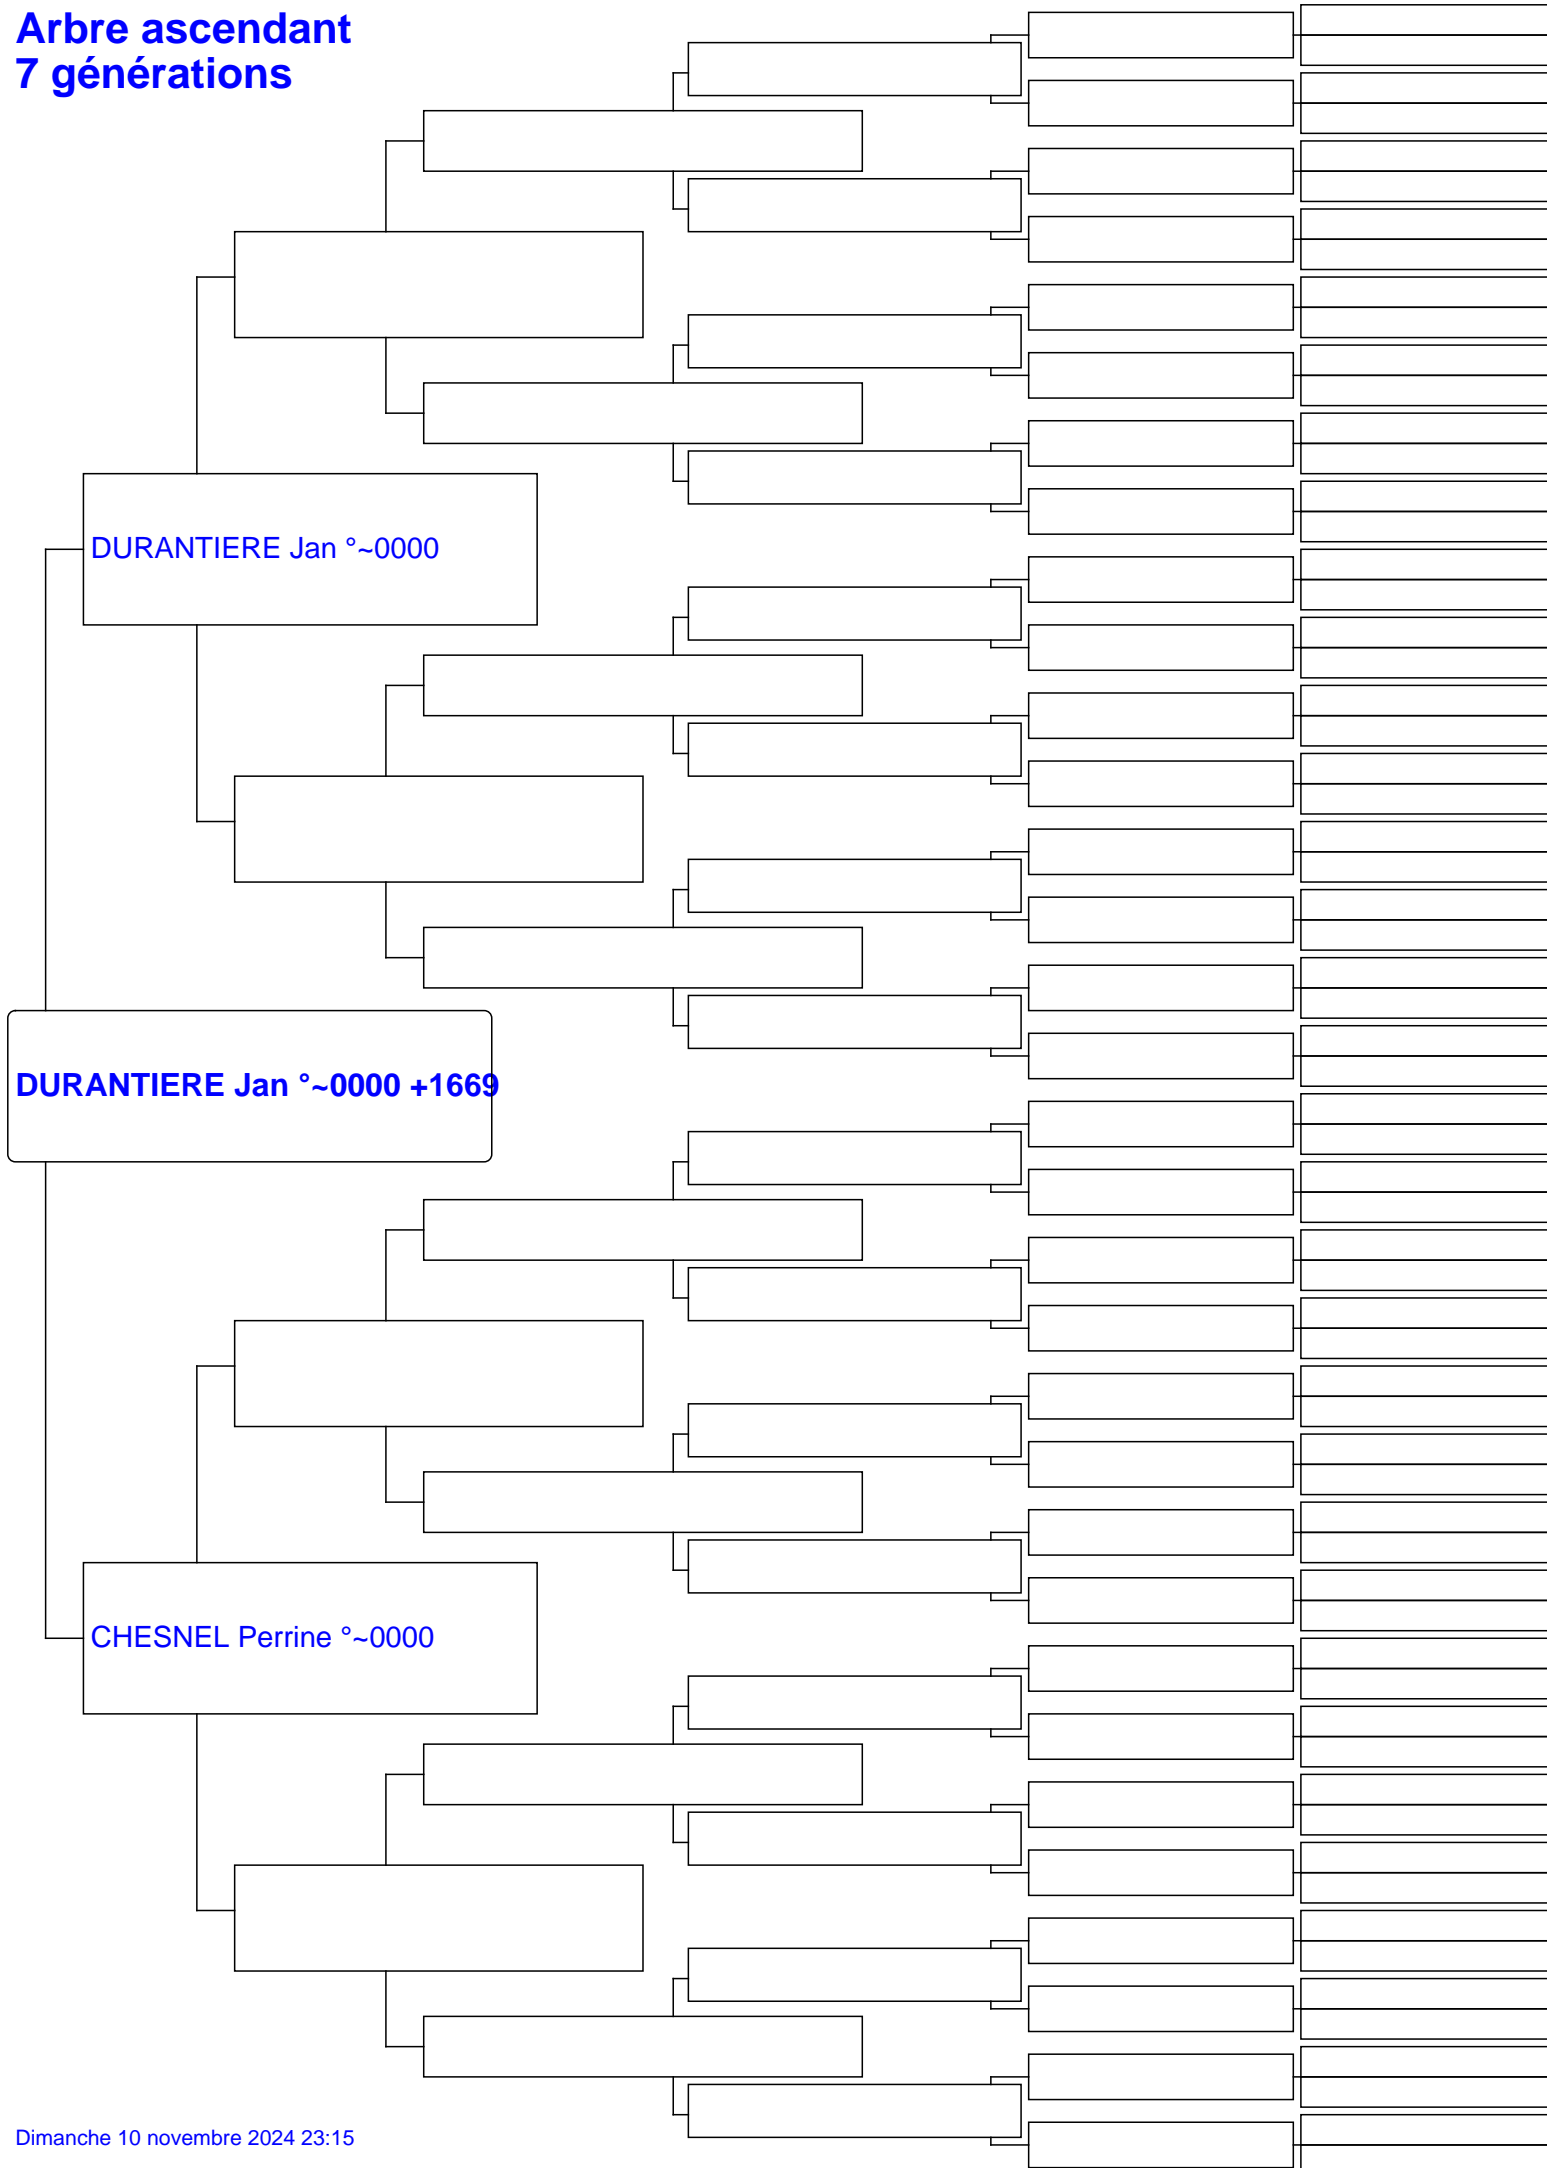 Arbre ascendant
7 générations
DURANTIERE Jan °~0000
DURANTIERE Jan °~0000 +1669
CHESNEL Perrine °~0000
Dimanche 10 novembre 2024 23:15